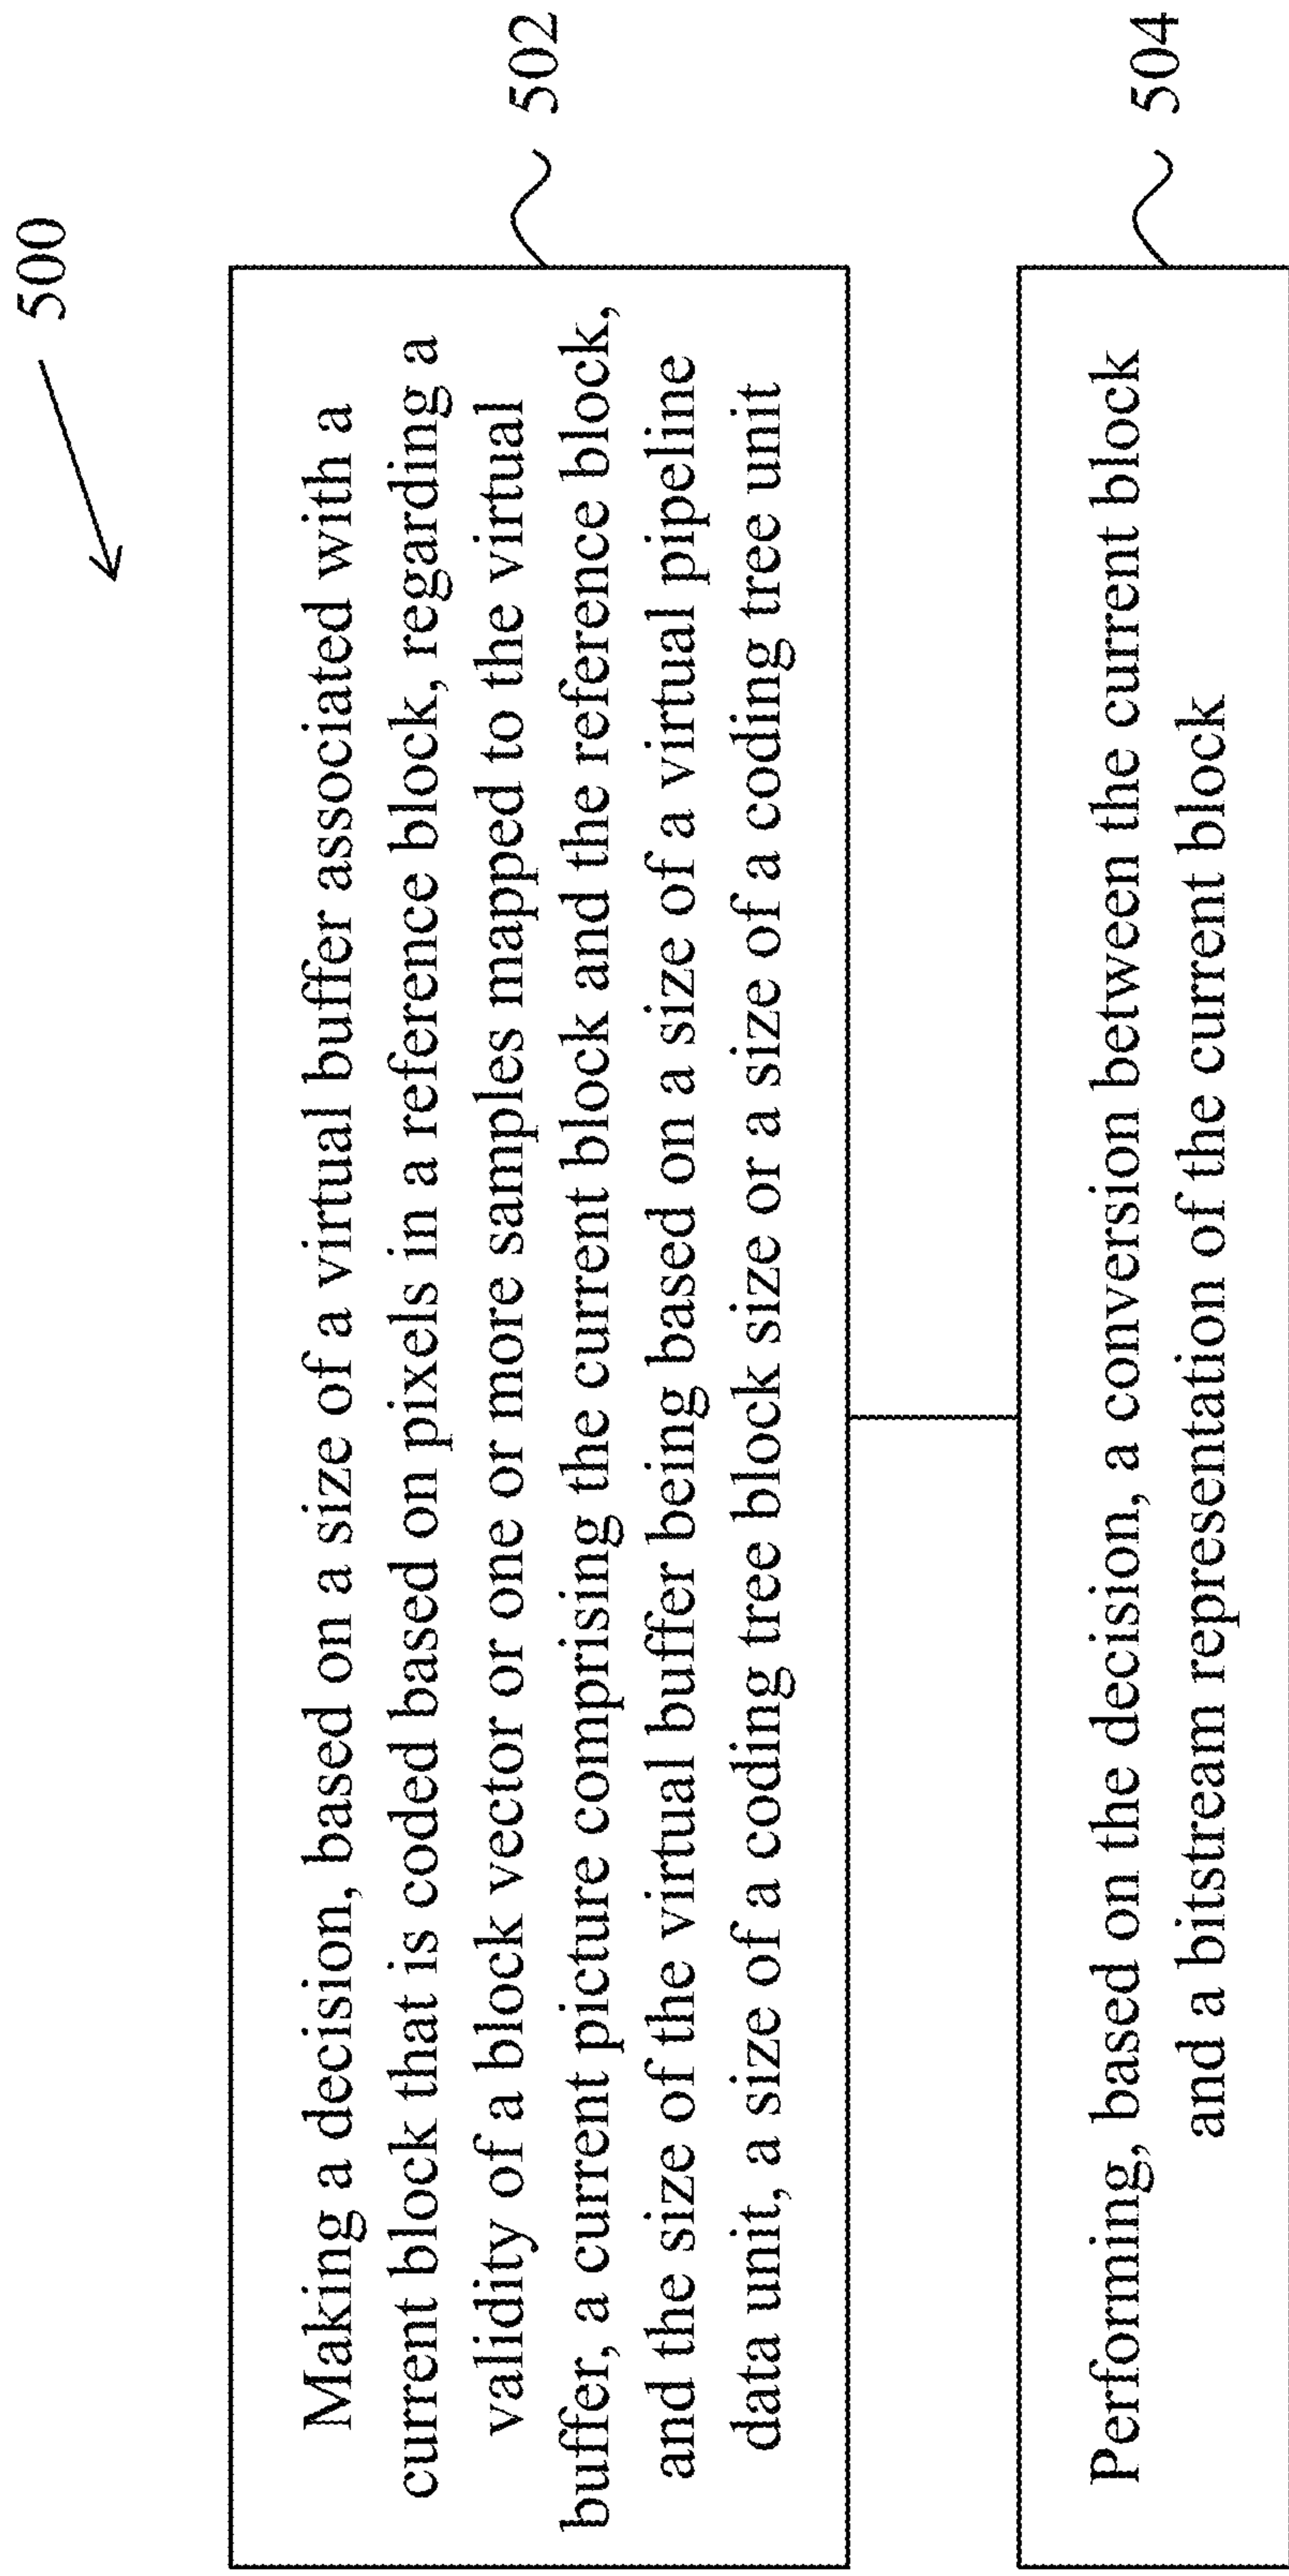 500
Making a decision, based on a size of a virtual buffer associated with a
current block that is coded based on pixels in a reference block, regarding a
validity of a block vector or one or more samples mapped to the virtual
buffer, a current picture comprising the current block and the reference block,
and the size of the virtual buffer being based on a size of a virtual pipeline
data unit, a size of a coding tree block size or a size of a coding tree unit
502
Performing, based on the decision, a conversion between the current block
and a bitstream representation of the current block
504